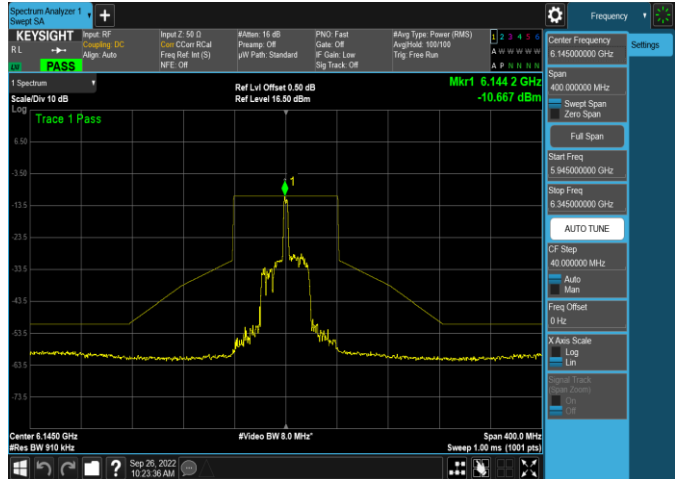 Spectrum Analyzer 1
Swept SA
Frequency
KEYSIGHT
R L
PASS
Input: RF
Coupling: DC
Align: Auto
Input Z: 50 Ω
Corr CCorr RCal
Freq Ref: Int (S)
NFE: Off
#Atten: 16 dB
Preamp: Off
µW Path: Standard
PNO: Fast
Gate: Off
IF Gain: Low
Sig Track: Off
#Avg Type: Power (RMS)
Avg|Hold: 100/100
Trig: Free Run
1 2 3 4 5 6
A W W W W W
A P N N N N
1 Spectrum
Scale/Div 10 dB
Log
Ref Lvl Offset 0.50 dB
Ref Level 16.50 dBm
Mkr1 6.144 2 GHz
-10.667 dBm
Trace 1 Pass
1
6.50
-3.50
-13.5
-23.5
-33.5
-43.5
-53.5
-63.5
-73.5
Center 6.1450 GHz
#Res BW 910 kHz
#Video BW 8.0 MHz*
Span 400.0 MHz
Sweep 1.00 ms (1001 pts)
Sep 26, 2022
10:23:36 AM
Center Frequency
6.145000000 GHz
Span
400.000000 MHz
Swept Span
Zero Span
Full Span
Start Freq
5.945000000 GHz
Stop Freq
6.345000000 GHz
AUTO TUNE
CF Step
40.000000 MHz
Auto
Man
Freq Offset
0 Hz
X Axis Scale
Log
Lin
Signal Track
(Span Zoom)
On
Off
Settings